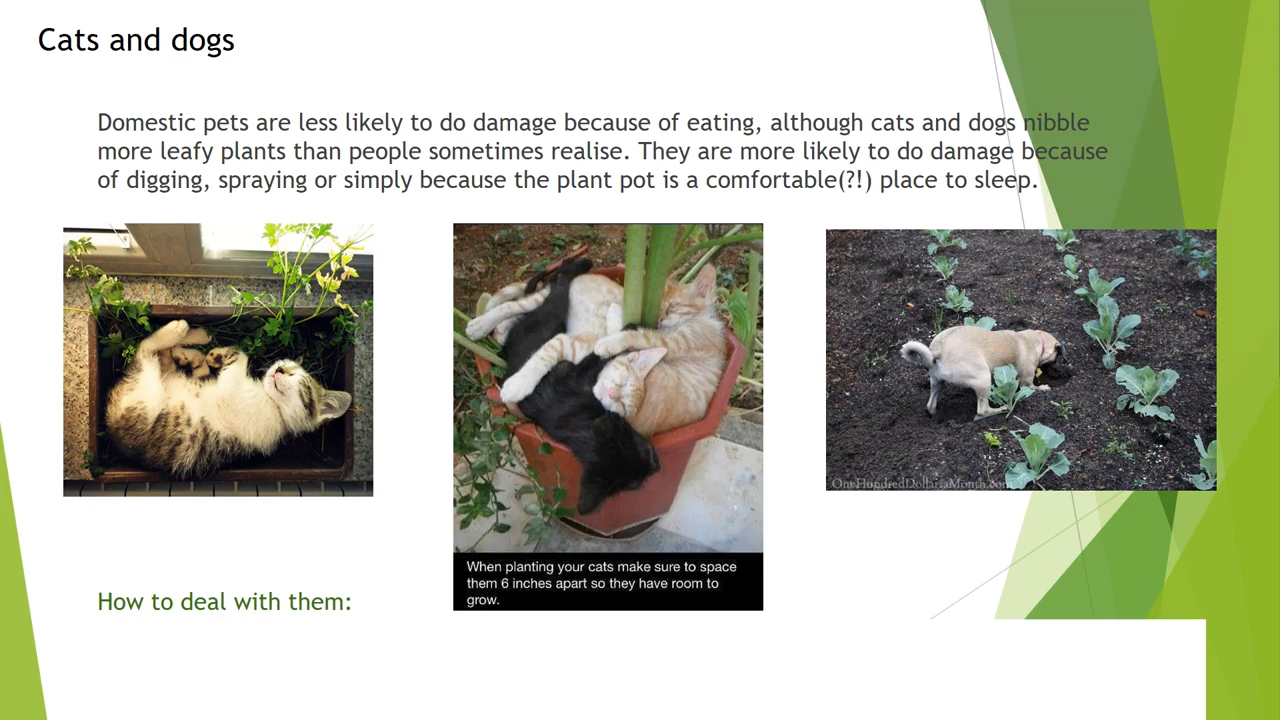 Cats and dogs
Domestic pets are less likely to do damage because of eating, although cats and dogs nibble
more leafy plants than people sometimes realise. They are more likely to do damage because
of digging, spraying or simply because the plant pot is a comfortable(?!) place to sleep.
OneHundredDollarsaMonth.com
When planting your cats make sure to space
them 6 inches apart so they have room to
grow.
How to deal with them: